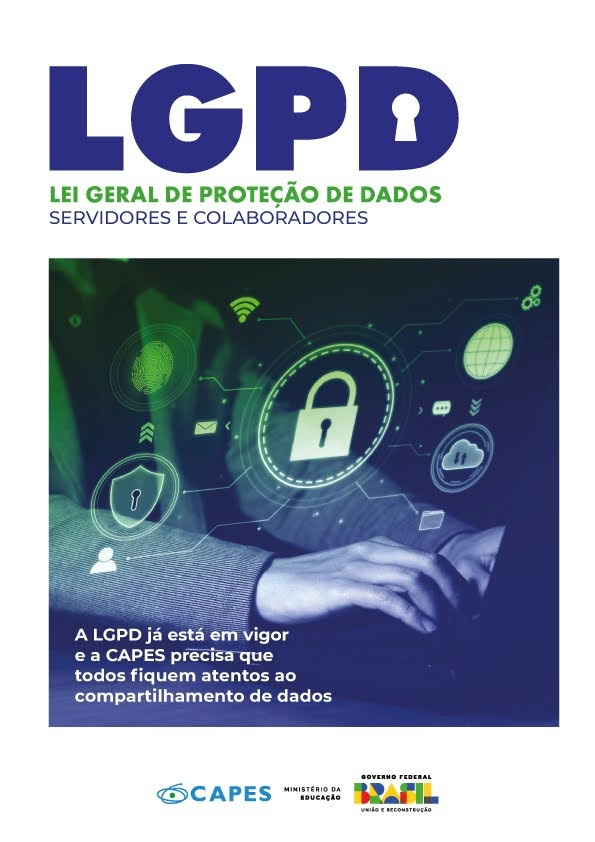 LGPD
LEI GERAL DE PROTEÇÃO DE DADOS
SERVIDORES E COLABORADORES
A LGPD já está em vigor
e a CAPES precisa que
todos fiquem atentos ao
compartilhamento de dados
CAPES
MINISTÉRIO DA
EDUCAÇÃO
GOVERNO FEDERAL
BRASIL
UNIÃO E RECONSTRUÇÃO